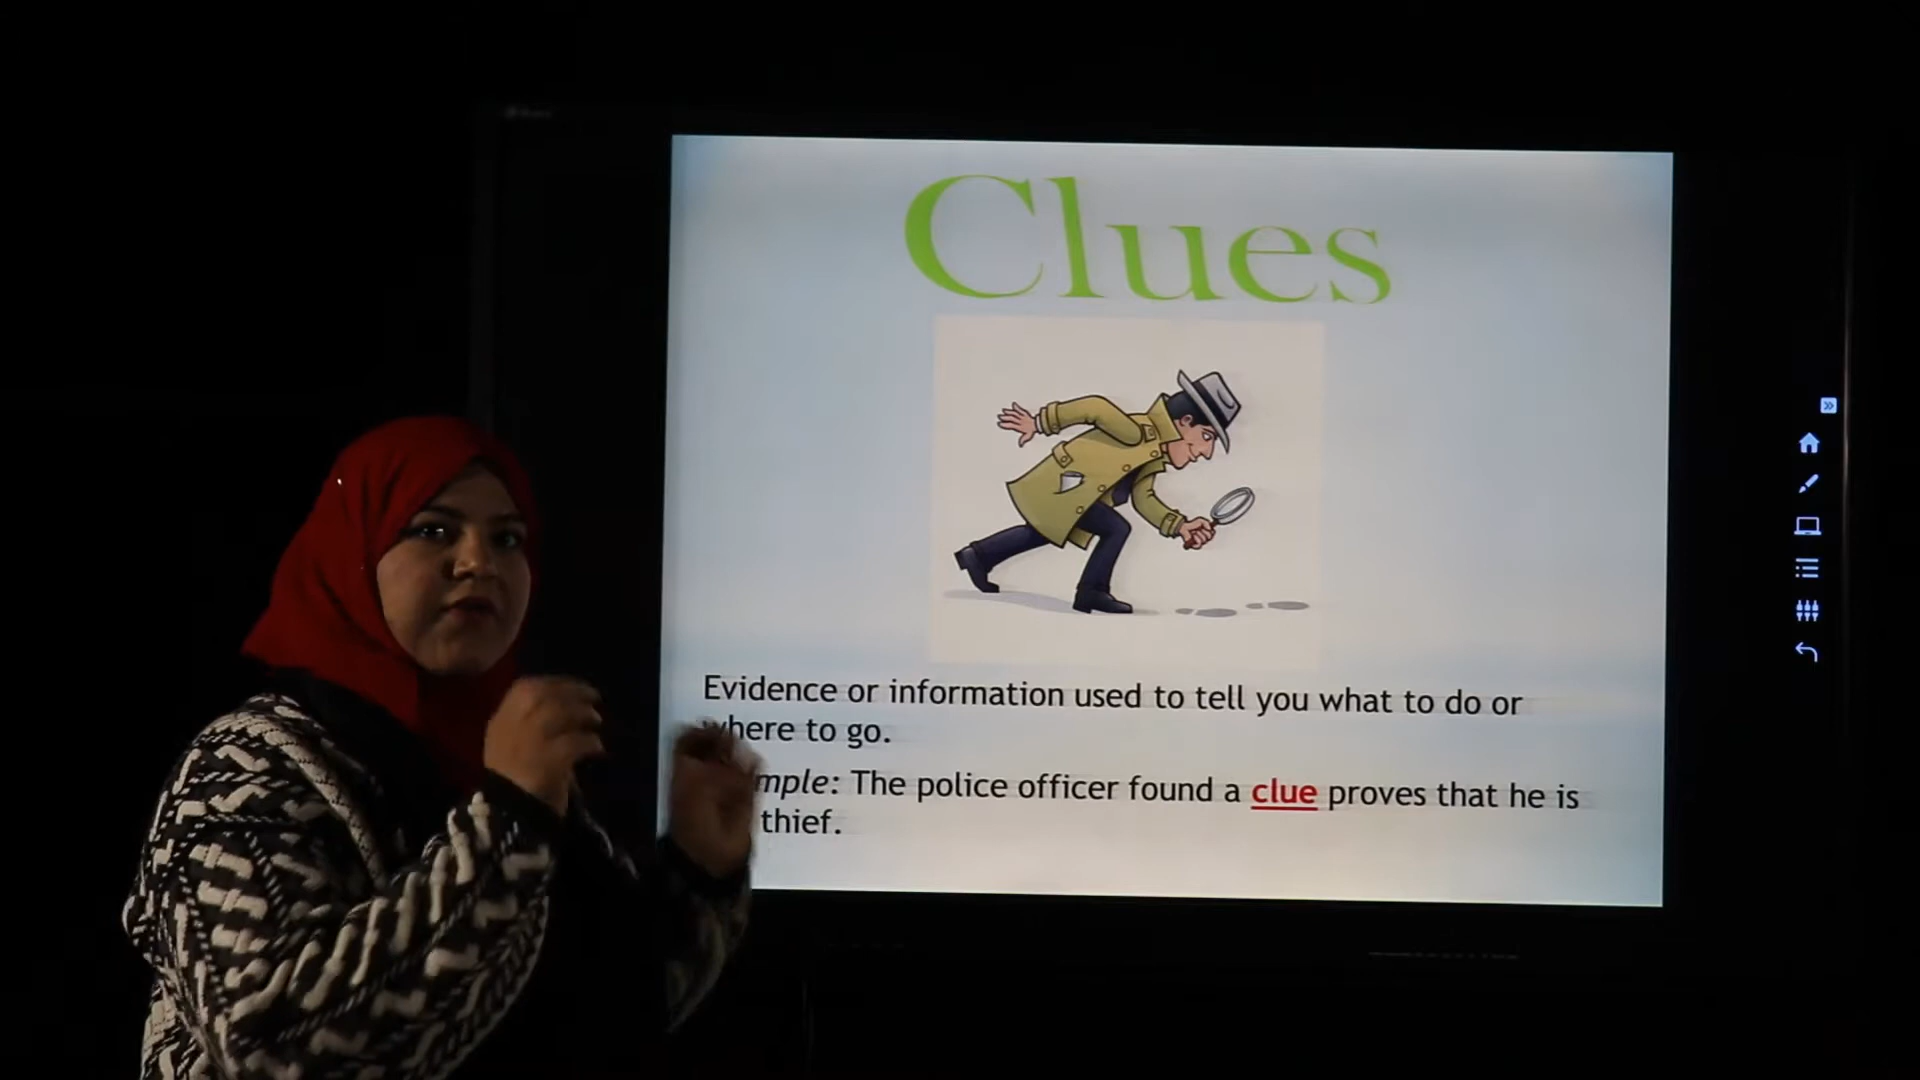 Clues
Evidence or information used to tell you what to do or
where to go.
mple: The police officer found a clue proves that he is
thief.